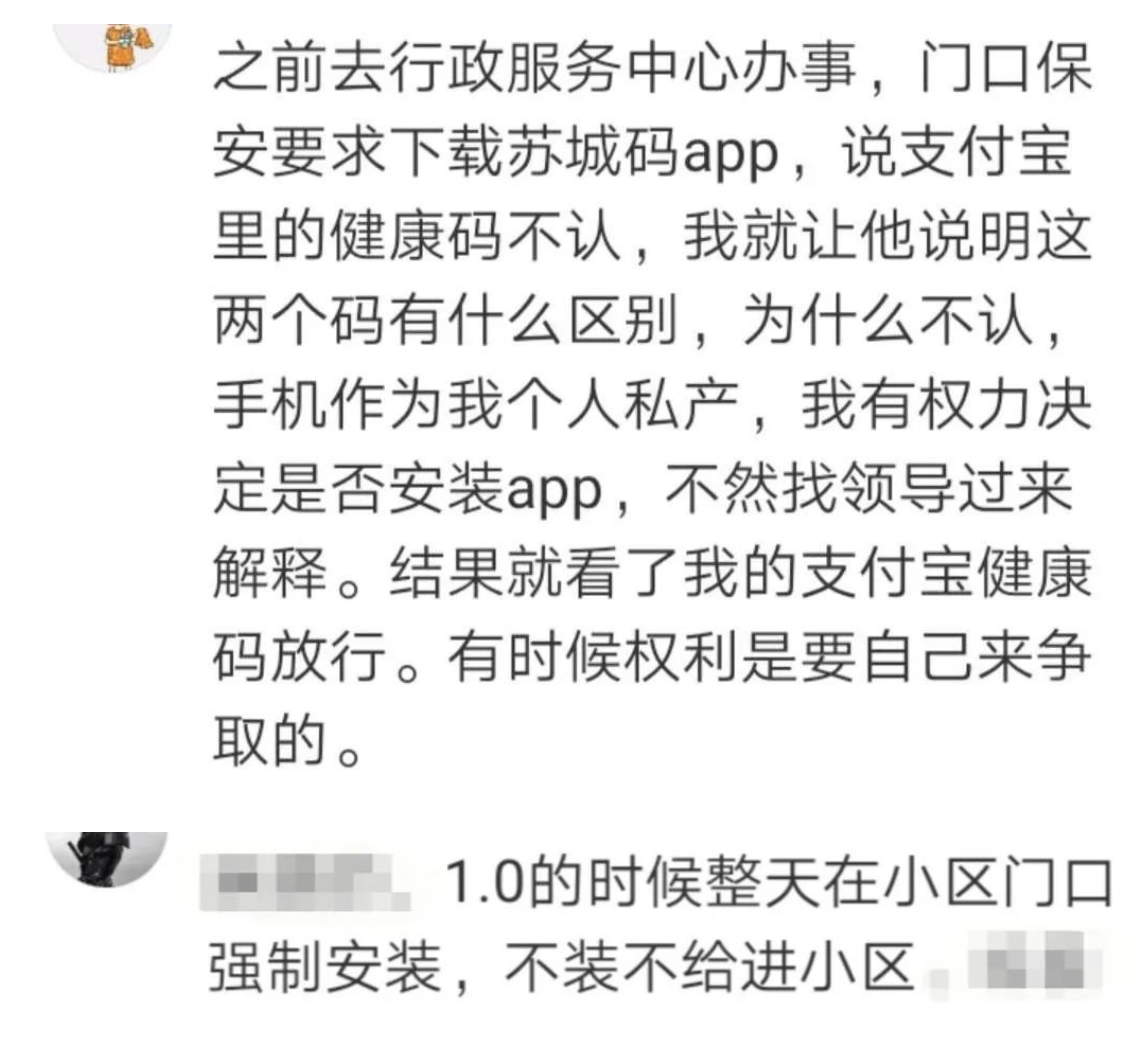 之前去行政服务中心办事，门口保
安要求下载苏城码app，说支付宝
里的健康码不认，我就让他说明这
两个码有什么区别，为什么不认，
手机作为我个人私产，我有权力决
定是否安装app，不然找领导过来
解释。结果就看了我的支付宝健康
码放行。有时候权利是要自己来争
取的。
1.0的时候整天在小区门口
强制安装，不装不给进小区